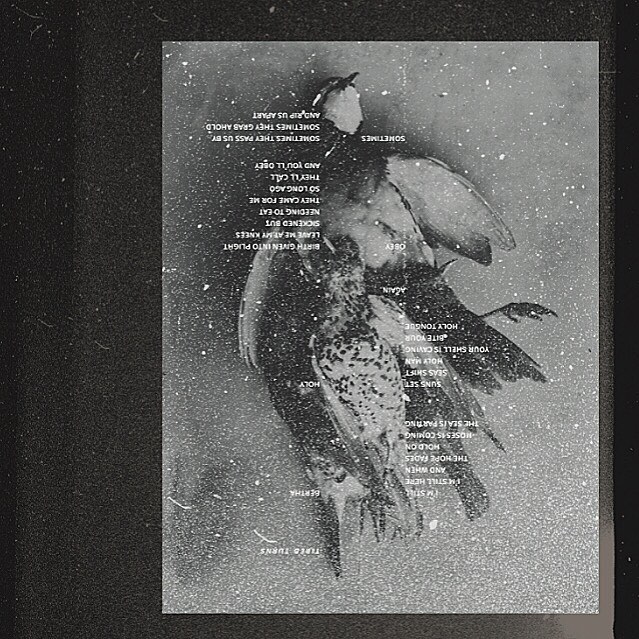 TIRED TURNS
BERTHA
I'M STILL
I'M STILL HERE
AND WHEN
THE HOPE FADES
HOLD ON
MOSES IS COMING
THE SEA IS PARTING
HOLY
SUNS SET
SEAS SHIFT
HOLY MAN
YOUR SHELL IS CAVING
BITE YOUR
HOLY TONGUE
AGAIN
OBEY
BIRTH GIVEN INTO PLIGHT
LEAVE ME AT MY KNEES
SICKENED BUT
NEEDING TO EAT
THEY CAME FOR ME
SO LONG AGO
THEY'LL CALL
AND YOU'LL OBEY
SOMETIMES
SOMETIMES THEY PASS US BY
SOMETIMES THEY GRAB AHOLD
AND RIP US APART